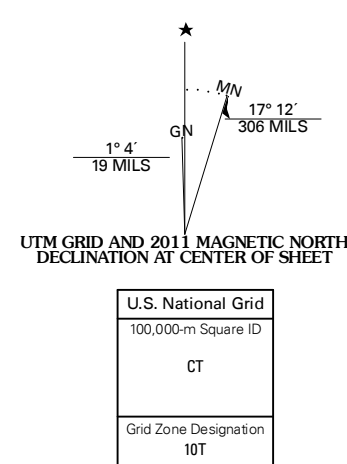 MN
GN
17° 12´
306 MILS
1° 4´
19 MILS
UTM GRID AND 2011 MAGNETIC NORTH
DECLINATION AT CENTER OF SHEET
U.S. National Grid
100,000-m Square ID
CT
Grid Zone Designation
10T